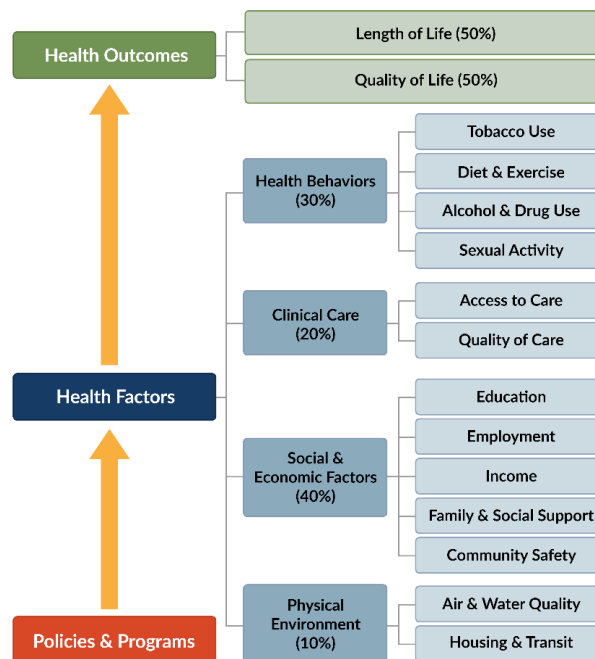 Health Outcomes
Length of Life (50%)
Quality of Life (50%)
Health Factors
Health Behaviors
(30%)
Tobacco Use
Diet & Exercise
Alcohol & Drug Use
Sexual Activity
Clinical Care
(20%)
Access to Care
Quality of Care
Social &
Economic Factors
(40%)
Education
Employment
Income
Family & Social Support
Community Safety
Physical
Environment
(10%)
Air & Water Quality
Housing & Transit
Policies & Programs